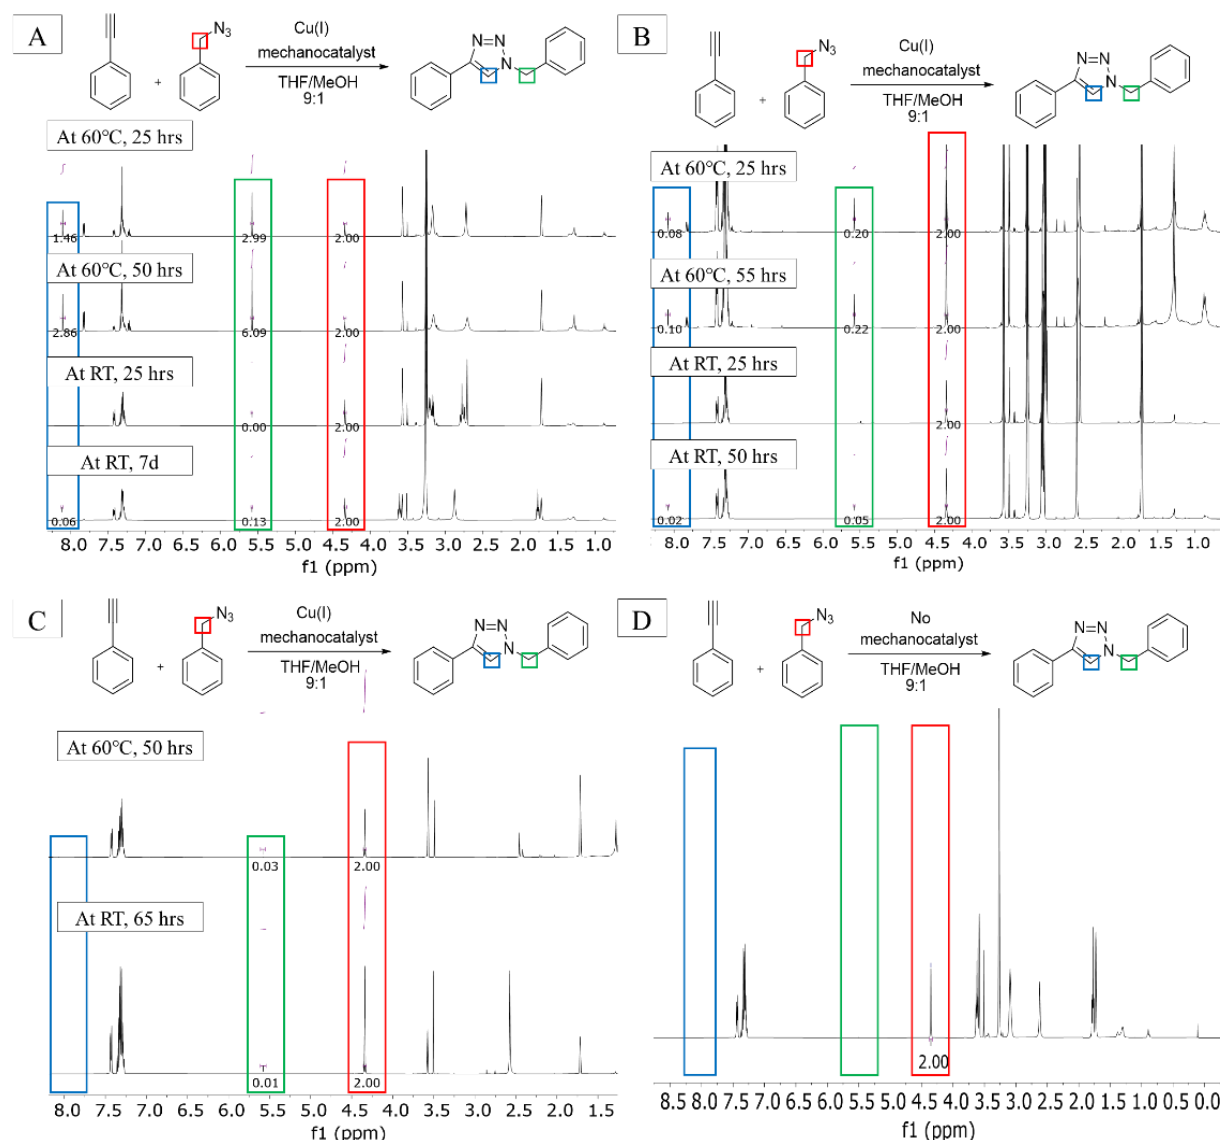 A
N₃
Cu(I)
mechanocatalyst
THF/MeOH
9:1
+
N=N
N
At 60°C, 25 hrs
1.46
2.99
2.00
At 60°C, 50 hrs
2.86
6.09
2.00
At RT, 25 hrs
0.00
2.00
At RT, 7d
0.06
0.13
2.00
8.0 7.5 7.0 6.5 6.0 5.5 5.0 4.5 4.0 3.5 3.0 2.5 2.0 1.5 1.0
f1 (ppm)
B
N₃
Cu(I)
mechanocatalyst
THF/MeOH
9:1
+
N=N
N
At 60°C, 25 hrs
0.08
0.20
2.00
At 60°C, 55 hrs
0.10
0.22
2.00
At RT, 25 hrs
2.00
At RT, 50 hrs
0.02
0.05
2.00
8.0 7.5 7.0 6.5 6.0 5.5 5.0 4.5 4.0 3.5 3.0 2.5 2.0 1.5 1.0
f1 (ppm)
C
N₃
Cu(I)
mechanocatalyst
THF/MeOH
9:1
+
N=N
N
At 60°C, 50 hrs
0.03
2.00
At RT, 65 hrs
0.01
2.00
8.0 7.5 7.0 6.5 6.0 5.5 5.0 4.5 4.0 3.5 3.0 2.5 2.0 1.5
f1 (ppm)
D
N₃
No
mechanocatalyst
THF/MeOH
9:1
+
N=N
N
2.00
8.5 8.0 7.5 7.0 6.5 6.0 5.5 5.0 4.5 4.0 3.5 3.0 2.5 2.0 1.5 1.0 0.5 0.0
f1 (ppm)